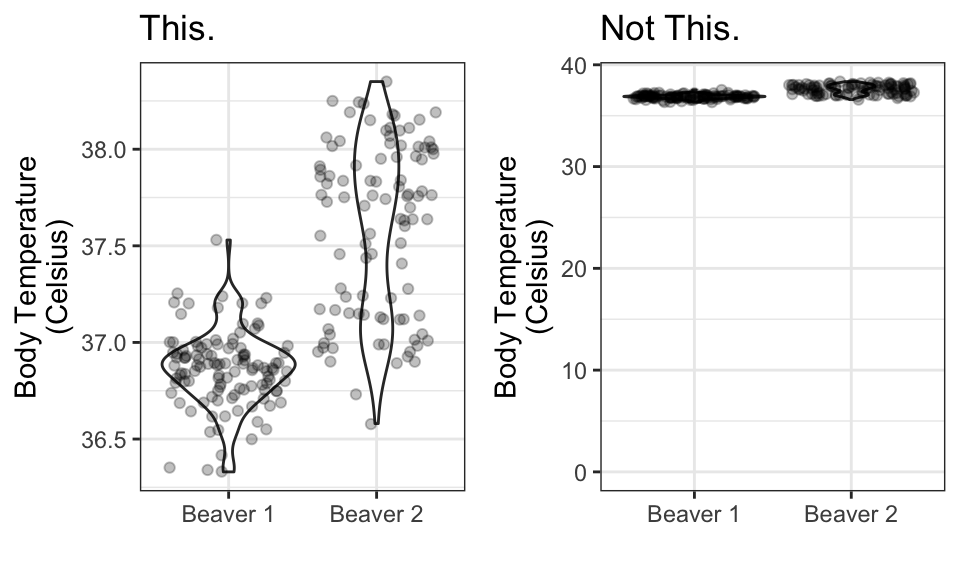 This.
Body Temperature
(Celsius)
38.0
37.5
37.0
36.5
Beaver 1
Beaver 2
Not This.
Body Temperature
(Celsius)
40
30
20
10
0
Beaver 1
Beaver 2